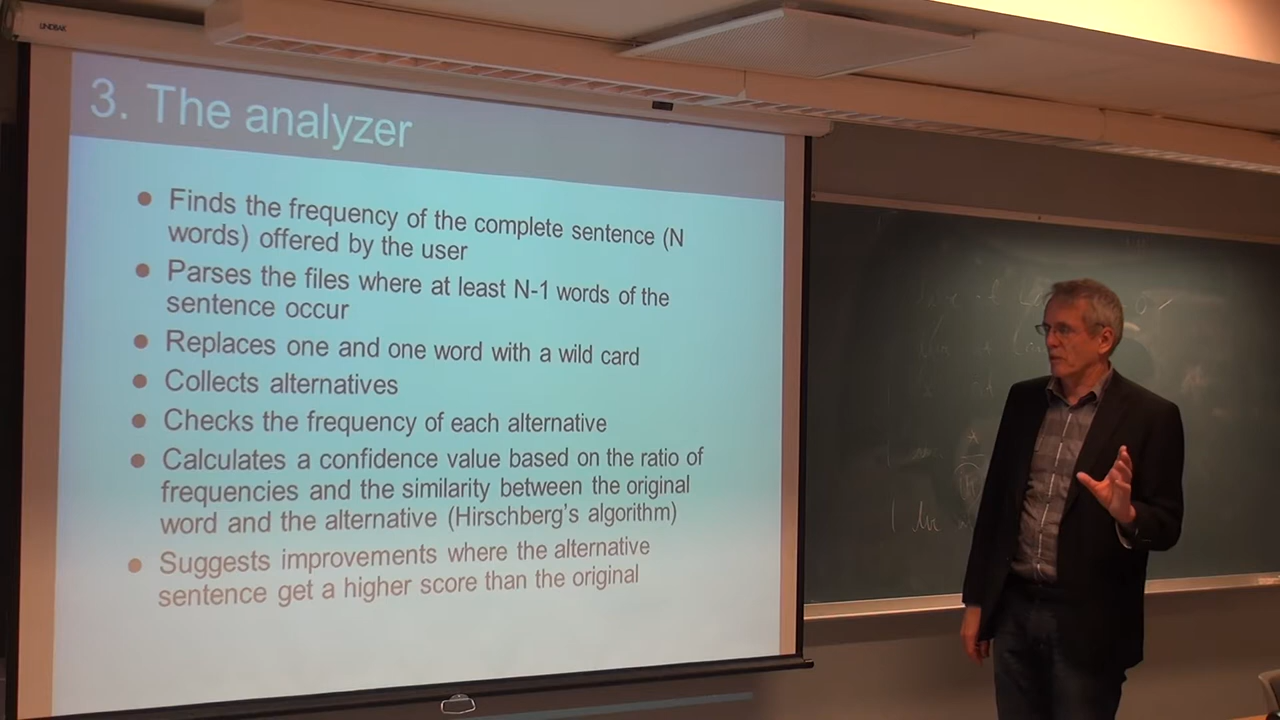 LINDBAK
3. The analyzer
• Finds the frequency of the complete sentence (N
words) offered by the user
• Parses the files where at least N-1 words of the
sentence occur
• Replaces one and one word with a wild card
• Collects alternatives
• Checks the frequency of each alternative
• Calculates a confidence value based on the ratio of
frequencies and the similarity between the original
word and the alternative (Hirschberg's algorithm)
• Suggests improvements where the alternative
sentence get a higher score than the original